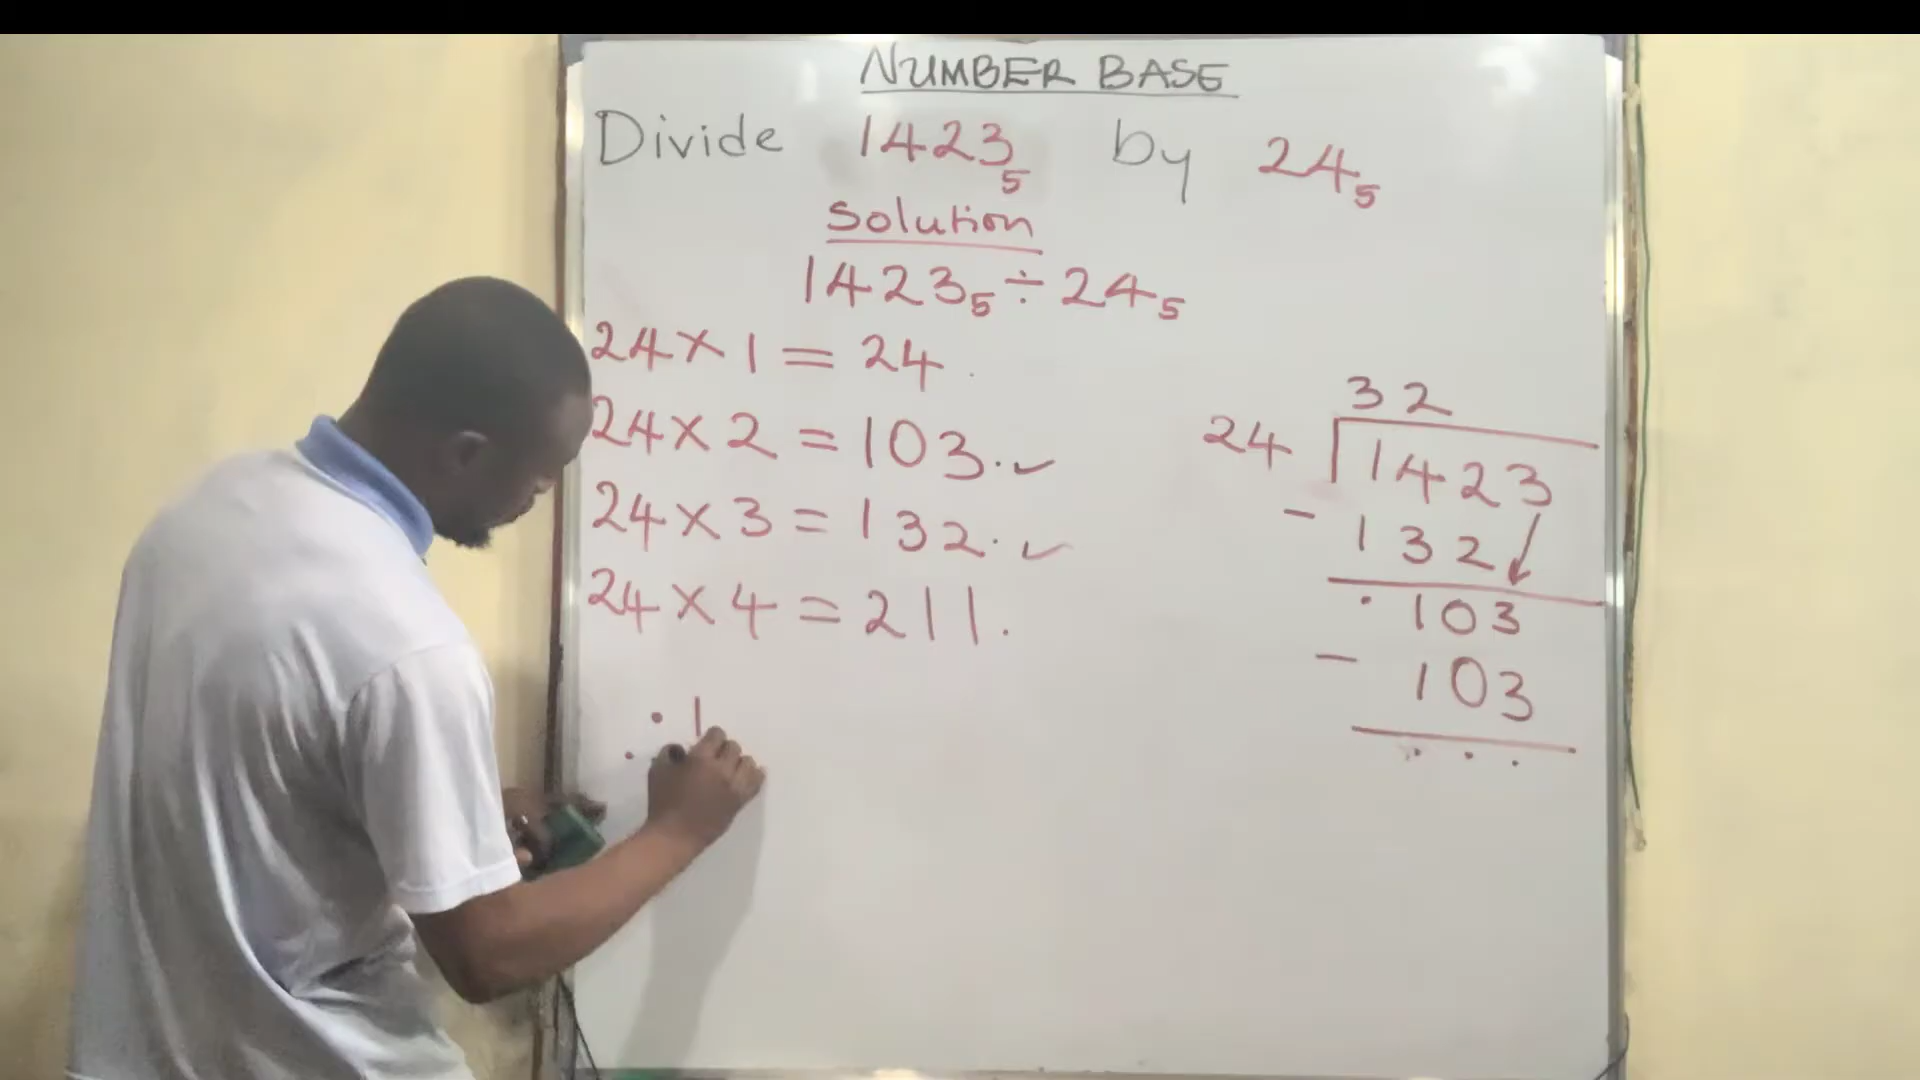 NUMBER BASE
Divide 1423₅ by 24₅
Solution
1423₅ ÷ 24₅
24 × 1 = 24 .
24 × 2 = 103 . ✓
24 × 3 = 132 . ✓
24 × 4 = 211 .
∴ 1
32
24 1423
− 132
103
− 103
. . .